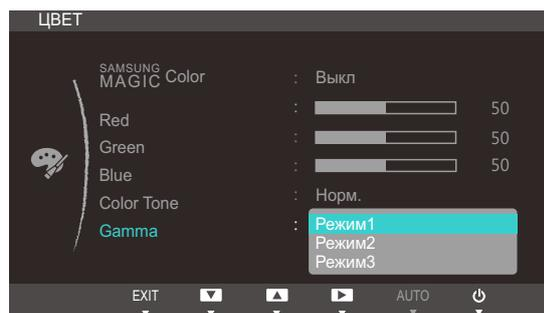 ЦВЕТ
SAMSUNG
MAGIC Color : Выкл
Red : 50
Green : 50
Blue : 50
Color Tone : Норм.
Gamma : Режим1
Режим2
Режим3
EXIT AUTO